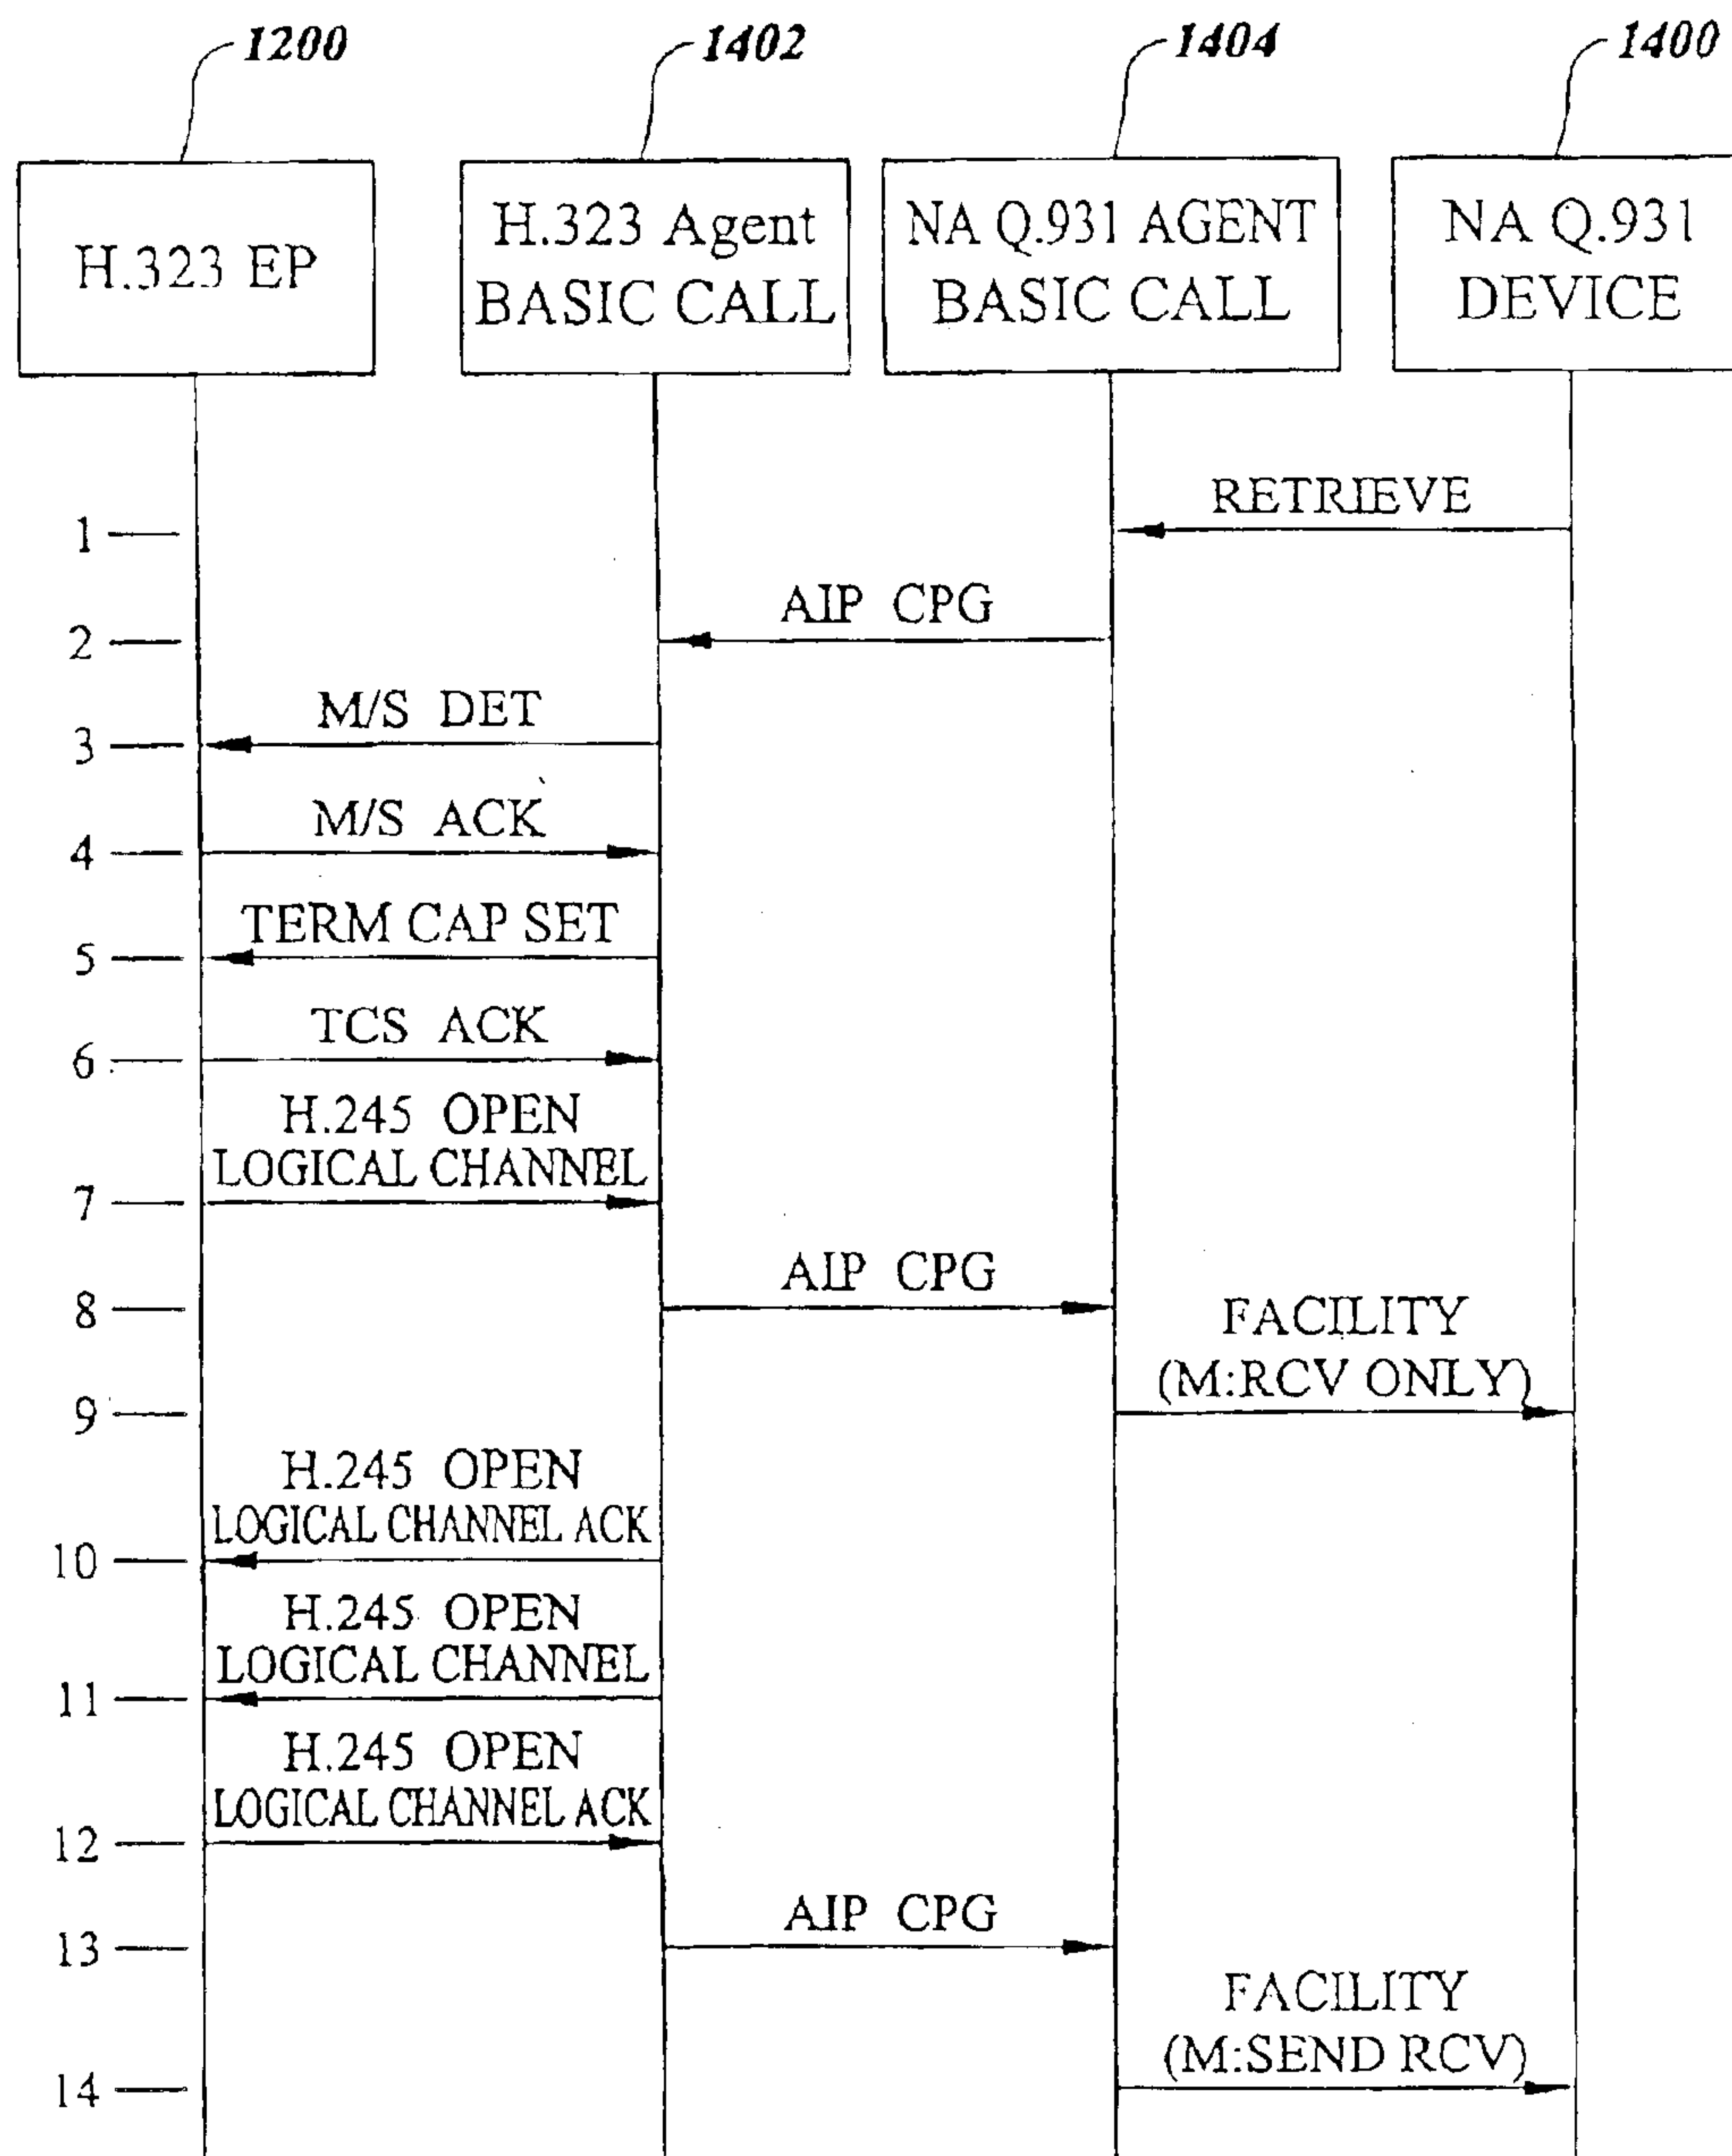 1200
1402
1404
1400
H.323 EP
H.323 Agent
BASIC CALL
NA Q.931 AGENT
BASIC CALL
NA Q.931
DEVICE
RETRIEVE
1
AIP CPG
2
M/S DET
3
M/S ACK
4
TERM CAP SET
5
TCS ACK
6
H.245 OPEN
LOGICAL CHANNEL
7
AIP CPG
8
FACILITY
(M:RCV ONLY)
9
H.245 OPEN
LOGICAL CHANNEL ACK
10
H.245 OPEN
LOGICAL CHANNEL
11
H.245 OPEN
LOGICAL CHANNEL ACK
12
AIP CPG
13
FACILITY
(M:SEND RCV)
14